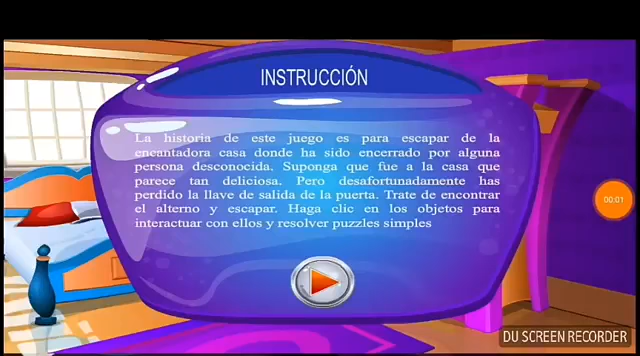 INSTRUCCIÓN
La historia de este juego es para escapar de la
encantadora casa donde ha sido encerrado por alguna
persona desconocida. Suponga que fue a la casa que
parece tan deliciosa. Pero desafortunadamente has
perdido la llave de salida de la puerta. Trate de encontrar
el alterno y escapar. Haga clic en los objetos para
interactuar con ellos y resolver puzzles simples
00:01
DU SCREEN RECORDER